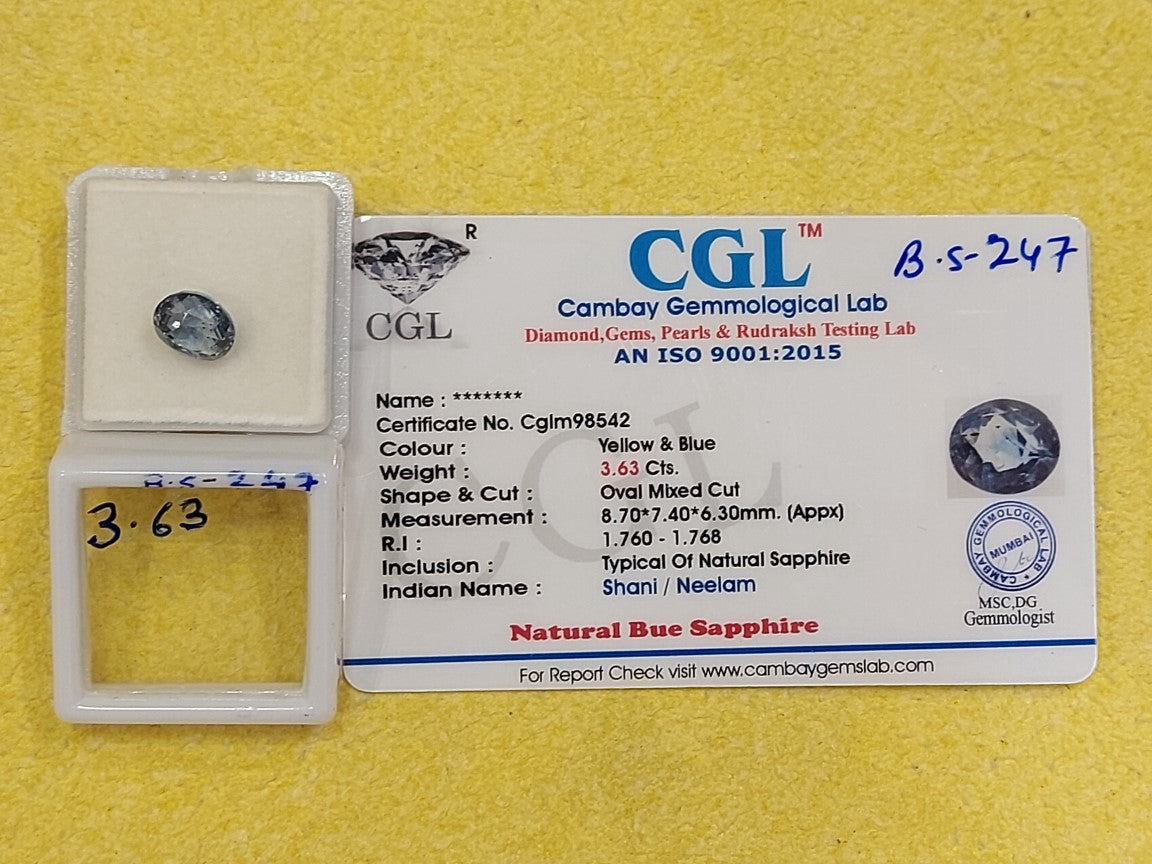 B.S-247
3.63
R
CGL
CGL™
B.S-247
Cambay Gemmological Lab
Diamond,Gems, Pearls & Rudraksh Testing Lab
AN ISO 9001:2015
Name : *******
Certificate No. Cglm98542
Colour : Yellow & Blue
Weight : 3.63 Cts.
Shape & Cut : Oval Mixed Cut
Measurement : 8.70*7.40*6.30mm. (Appx)
R.I : 1.760 - 1.768
Inclusion : Typical Of Natural Sapphire
Indian Name : Shani / Neelam
CGL
CAMBAY GEMMOLOGICAL LAB
MUMBAI
MSC,DG
Gemmologist
Natural Bue Sapphire
For Report Check visit www.cambaygemslab.com